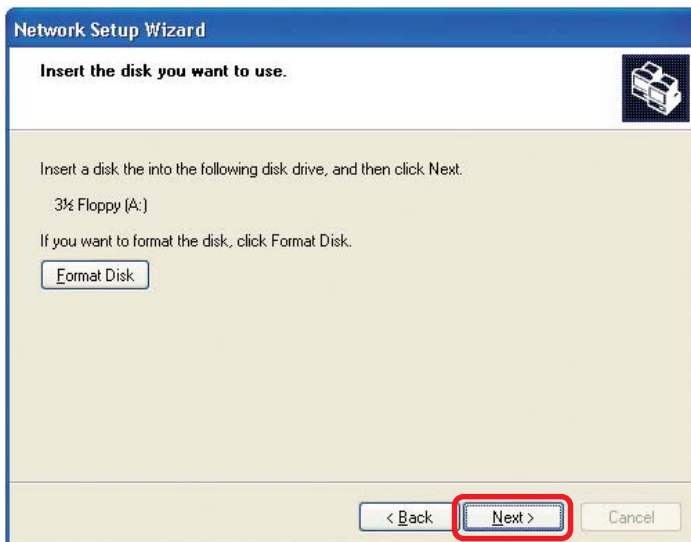 Network Setup Wizard
Insert the disk you want to use.
Insert a disk the into the following disk drive, and then click Next.
3½ Floppy (A:)
If you want to format the disk, click Format Disk.
Format Disk
< Back Next > Cancel